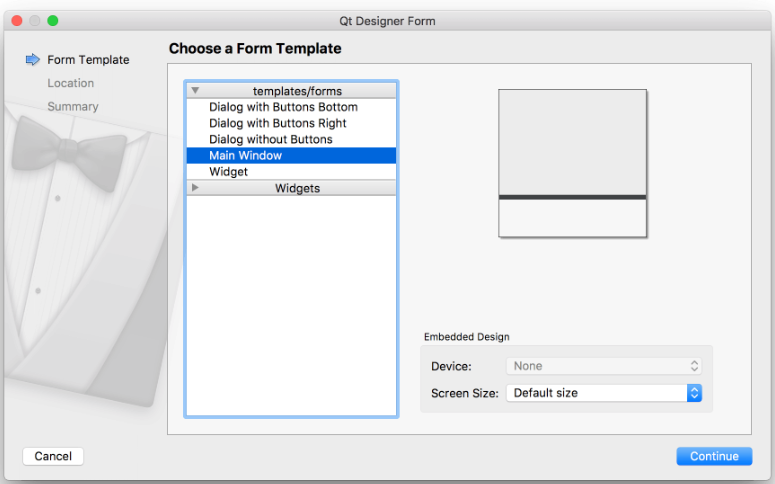 Qt Designer Form
Form Template
Location
Summary
Choose a Form Template
templates/forms
Dialog with Buttons Bottom
Dialog with Buttons Right
Dialog without Buttons
Main Window
Widget
Widgets
Embedded Design
Device: None
Screen Size: Default size
Cancel
Continue